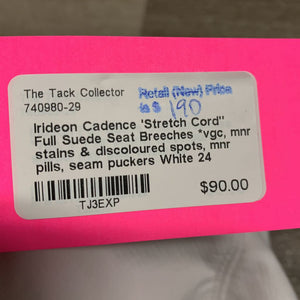 The Tack Collector
740980-29
Retail (New) Price
is $ 190
Irideon Cadence 'Stretch Cord"
Full Suede Seat Breeches *vgc, mnr
stains & discoloured spots, mnr
pills, seam puckers White 24
$90.00
TJ3EXP